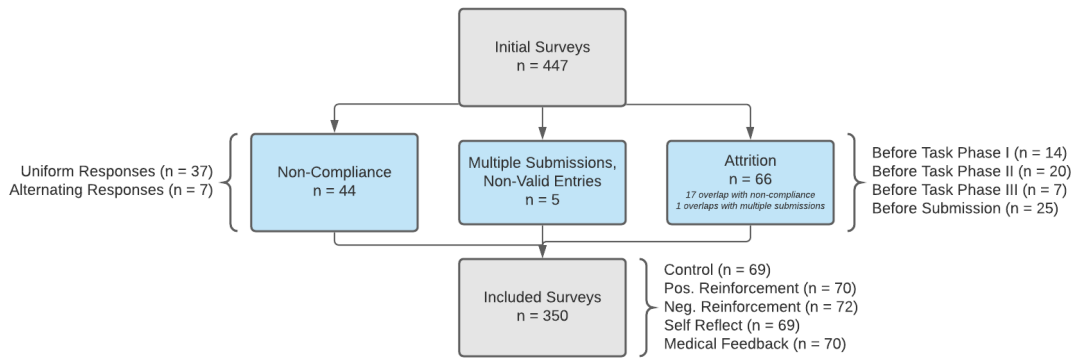 Initial Surveys
n = 447
Uniform Responses (n = 37)
Alternating Responses (n = 7)
Non-Compliance
n = 44
Multiple Submissions,
Non-Valid Entries
n = 5
Attrition
n = 66
17 overlap with non-compliance
1 overlaps with multiple submissions
Before Task Phase I (n = 14)
Before Task Phase II (n = 20)
Before Task Phase III (n = 7)
Before Submission (n = 25)
Included Surveys
n = 350
Control (n = 69)
Pos. Reinforcement (n = 70)
Neg. Reinforcement (n = 72)
Self Reflect (n = 69)
Medical Feedback (n = 70)